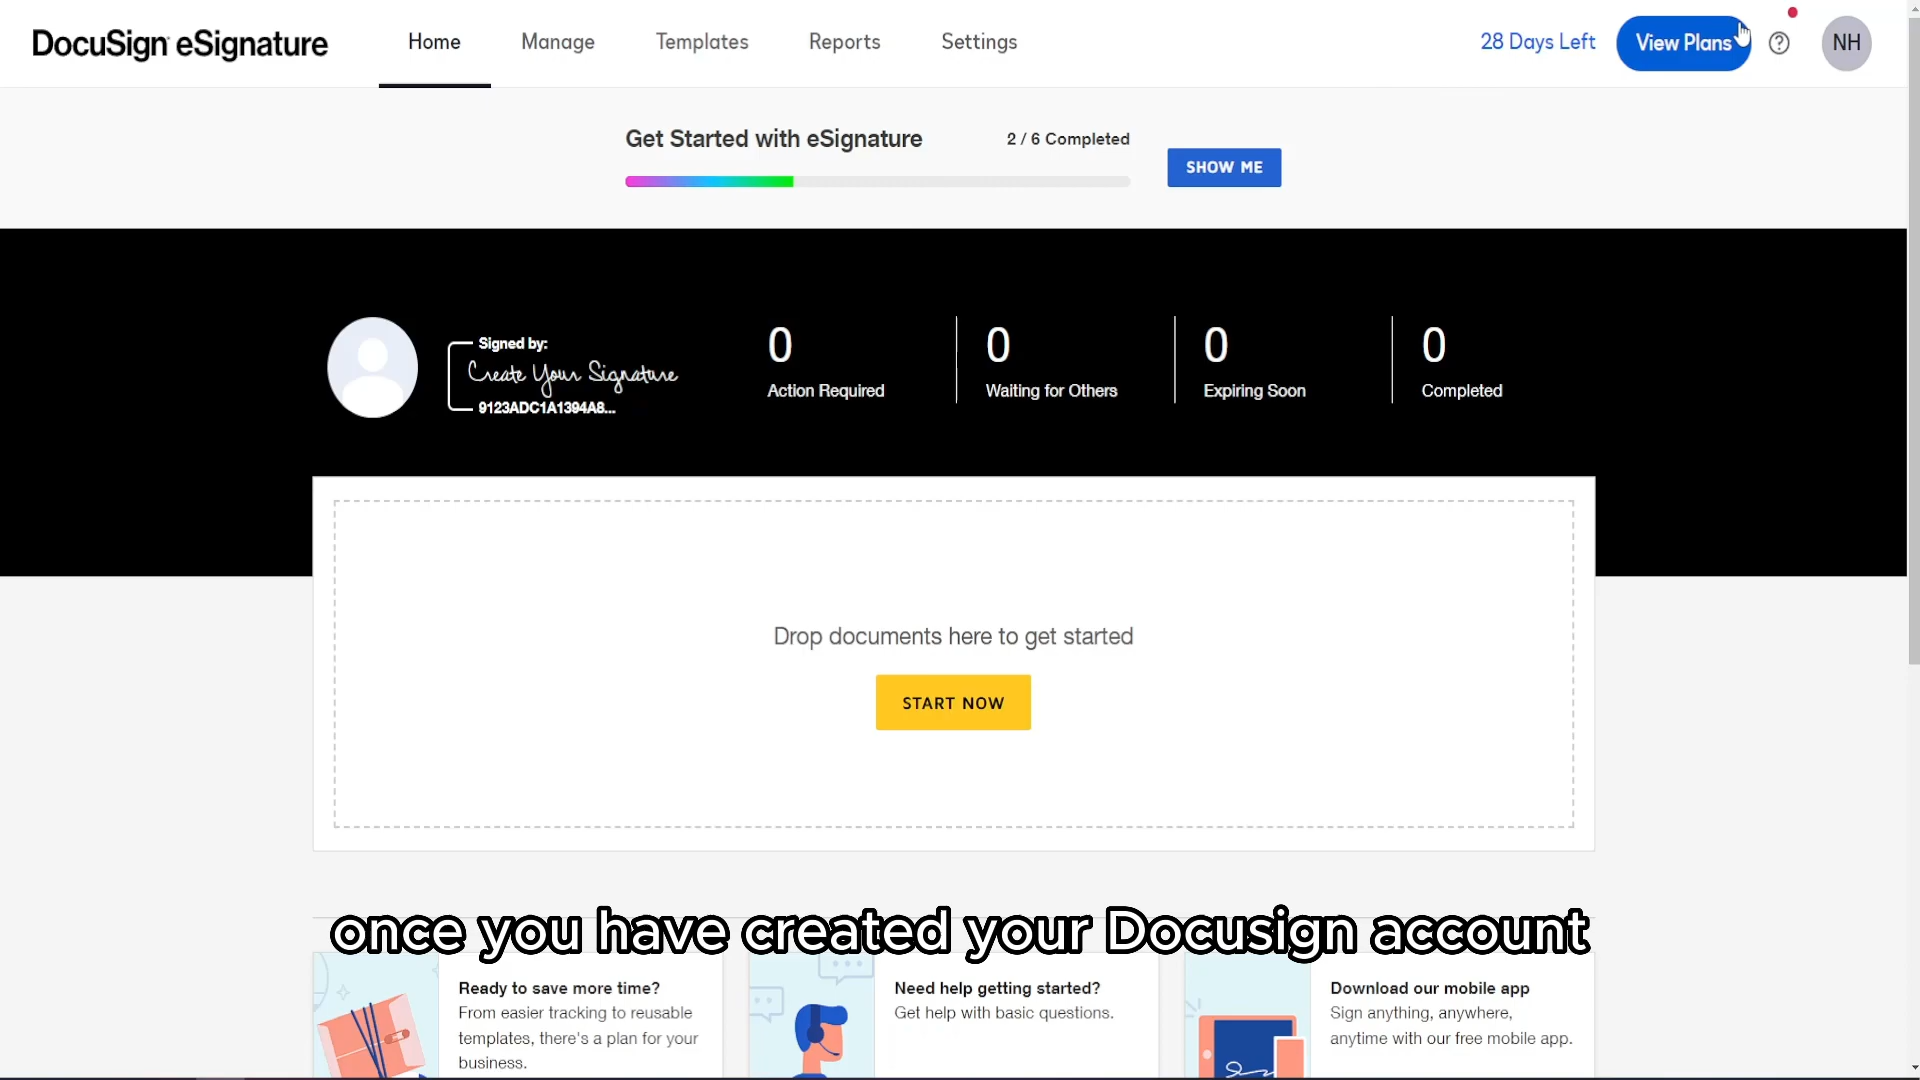 DocuSign eSignature
Home
Manage
Templates
Reports
Settings
28 Days Left
View Plans
NH
Get Started with eSignature
2 / 6 Completed
SHOW ME
Signed by:
Create Your Signature
9123ADC1A1394A8...
0
Action Required
0
Waiting for Others
0
Expiring Soon
0
Completed
Drop documents here to get started
START NOW
once you have created your Docusign account
Ready to save more time?
From easier tracking to reusable
templates, there's a plan for your
business.
Need help getting started?
Get help with basic questions.
Download our mobile app
Sign anything, anywhere,
anytime with our free mobile app.